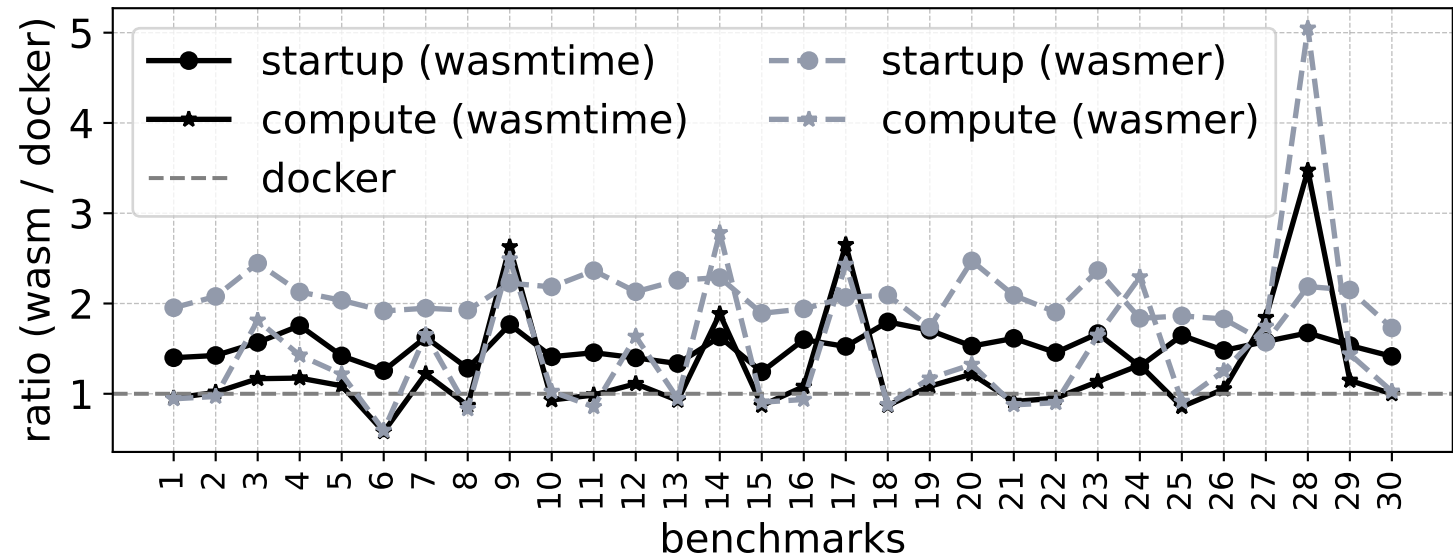 ratio (wasm / docker)
5
4
3
2
1
startup (wasmtime)
compute (wasmtime)
docker
startup (wasmer)
compute (wasmer)
1 2 3 4 5 6 7 8 9 10 11 12 13 14 15 16 17 18 19 20 21 22 23 24 25 26 27 28 29 30
benchmarks